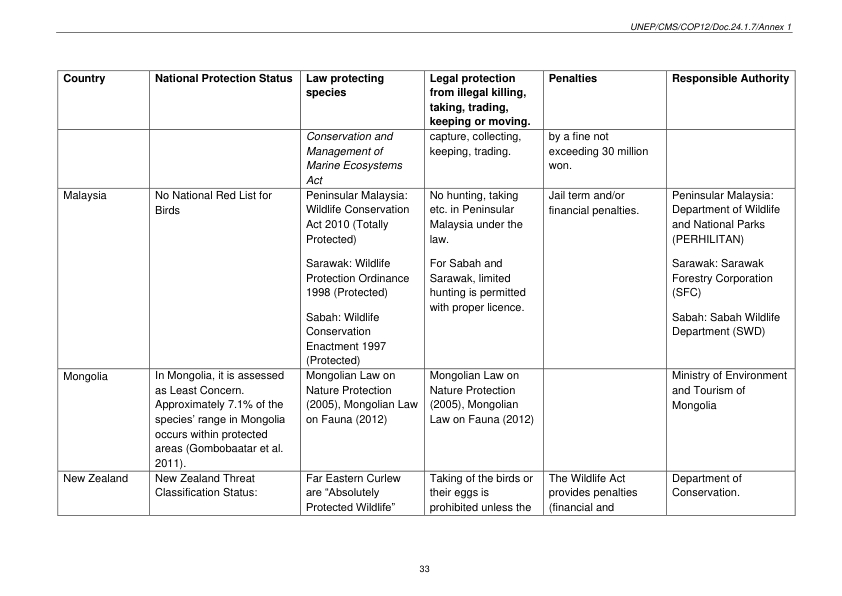 UNEP/CMS/COP12/Doc.24.1.7/Annex 1
Country
National Protection Status
Law protecting
species
Legal protection
from illegal killing,
taking, trading,
keeping or moving.
Penalties
Responsible Authority
Conservation and
Management of
Marine Ecosystems
Act
capture, collecting,
keeping, trading.
by a fine not
exceeding 30 million
won.
Malaysia
No National Red List for
Birds
Peninsular Malaysia:
Wildlife Conservation
Act 2010 (Totally
Protected)
Sarawak: Wildlife
Protection Ordinance
1998 (Protected)
Sabah: Wildlife
Conservation
Enactment 1997
(Protected)
No hunting, taking
etc. in Peninsular
Malaysia under the
law.
For Sabah and
Sarawak, limited
hunting is permitted
with proper licence.
Jail term and/or
financial penalties.
Peninsular Malaysia:
Department of Wildlife
and National Parks
(PERHILITAN)
Sarawak: Sarawak
Forestry Corporation
(SFC)
Sabah: Sabah Wildlife
Department (SWD)
Mongolia
In Mongolia, it is assessed
as Least Concern.
Approximately 7.1% of the
species' range in Mongolia
occurs within protected
areas (Gombobaatar et al.
2011).
Mongolian Law on
Nature Protection
(2005), Mongolian Law
on Fauna (2012)
Mongolian Law on
Nature Protection
(2005), Mongolian
Law on Fauna (2012)
Ministry of Environment
and Tourism of
Mongolia
New Zealand
New Zealand Threat
Classification Status:
Far Eastern Curlew
are “Absolutely
Protected Wildlife”
Taking of the birds or
their eggs is
prohibited unless the
The Wildlife Act
provides penalties
(financial and
Department of
Conservation.
33